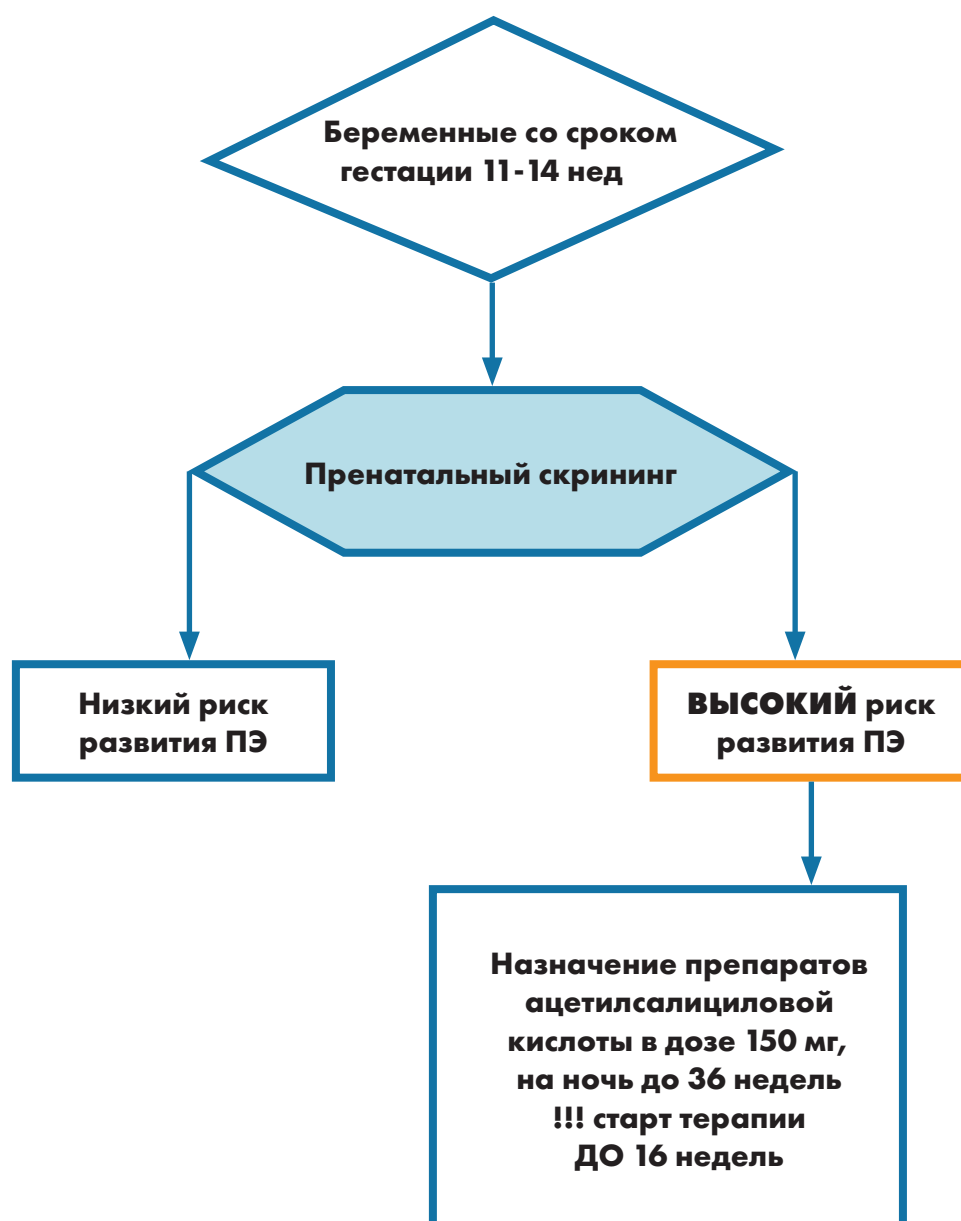 Беременные со сроком
гестации 11-14 нед
Пренатальный скрининг
Низкий риск
развития ПЭ
ВЫСОКИЙ риск
развития ПЭ
Назначение препаратов
ацетилсалициловой
кислоты в дозе 150 мг,
на ночь до 36 недель
!!! старт терапии
ДО 16 недель